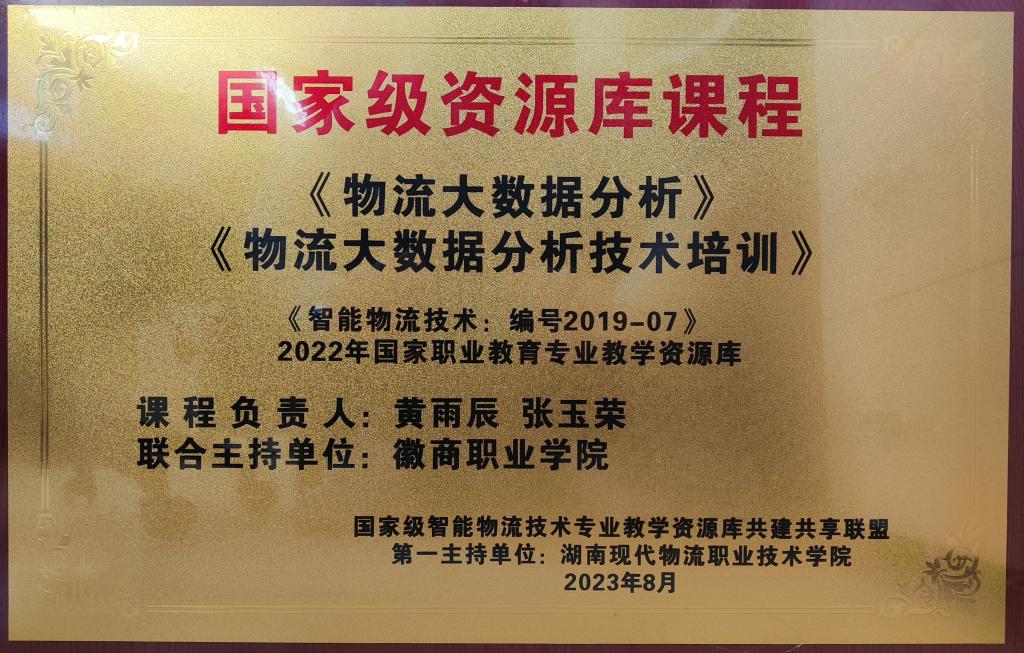 国家级资源库课程
《物流大数据分析》
《物流大数据分析技术培训》
《智能物流技术：编号2019-07》
2022年国家职业教育专业教学资源库
课程负责人：黄雨辰 张玉荣
联合主持单位：徽商职业学院
国家级智能物流技术专业教学资源库共建共享联盟
第一主持单位：湖南现代物流职业技术学院
2023年8月